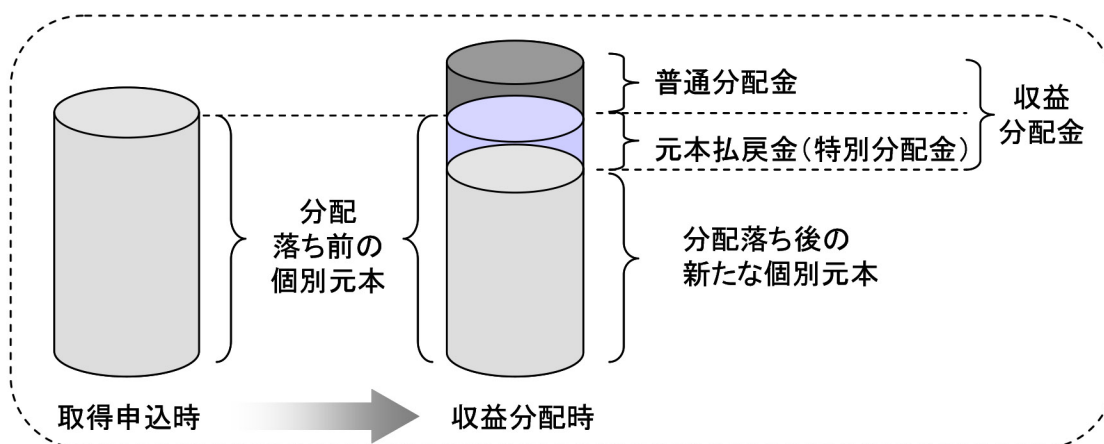 普通分配金
元本払戻金(特別分配金)
収益
分配金
分配
落ち前の
個別元本
分配落ち後の
新たな個別元本
取得申込時
収益分配時